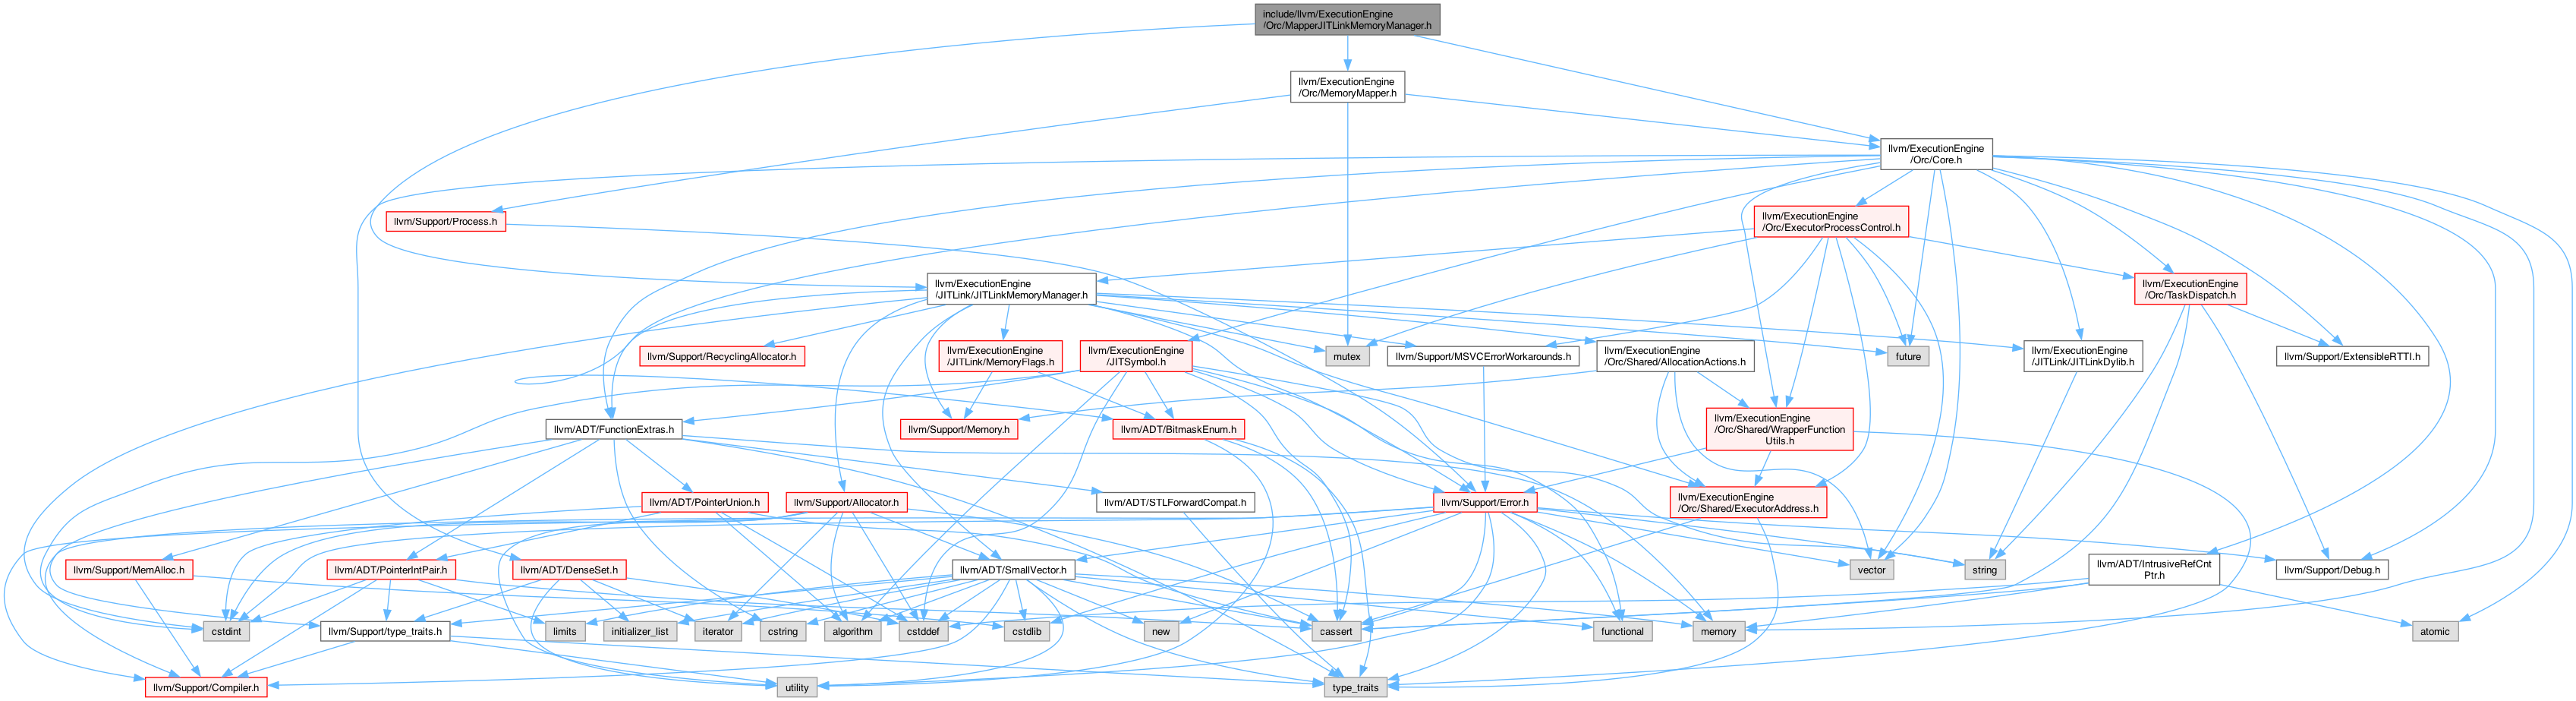 include/llvm/ExecutionEngine
/Orc/MapperJITLinkMemoryManager.h
llvm/ExecutionEngine
/Orc/MemoryMapper.h
llvm/ExecutionEngine
/Orc/Core.h
llvm/Support/Process.h
llvm/ExecutionEngine
/Orc/ExecutorProcessControl.h
llvm/ExecutionEngine
/JITLink/JITLinkMemoryManager.h
llvm/ExecutionEngine
/Orc/TaskDispatch.h
llvm/Support/RecyclingAllocator.h
llvm/ExecutionEngine
/JITLink/MemoryFlags.h
llvm/ExecutionEngine
/JITSymbol.h
mutex
llvm/Support/MSVCErrorWorkarounds.h
llvm/ExecutionEngine
/Orc/Shared/AllocationActions.h
future
llvm/ExecutionEngine
/JITLink/JITLinkDylib.h
llvm/Support/ExtensibleRTTI.h
llvm/ADT/FunctionExtras.h
llvm/Support/Memory.h
llvm/ADT/BitmaskEnum.h
llvm/ExecutionEngine
/Orc/Shared/WrapperFunction
Utils.h
llvm/ADT/PointerUnion.h
llvm/Support/Allocator.h
llvm/ADT/STLForwardCompat.h
llvm/Support/Error.h
llvm/ExecutionEngine
/Orc/Shared/ExecutorAddress.h
llvm/Support/MemAlloc.h
llvm/ADT/PointerIntPair.h
llvm/ADT/DenseSet.h
llvm/ADT/SmallVector.h
vector
string
llvm/ADT/IntrusiveRefCnt
Ptr.h
llvm/Support/Debug.h
cstdint
llvm/Support/type_traits.h
limits
initializer_list
iterator
cstring
algorithm
cstddef
cstdlib
new
cassert
functional
memory
atomic
llvm/Support/Compiler.h
utility
type_traits